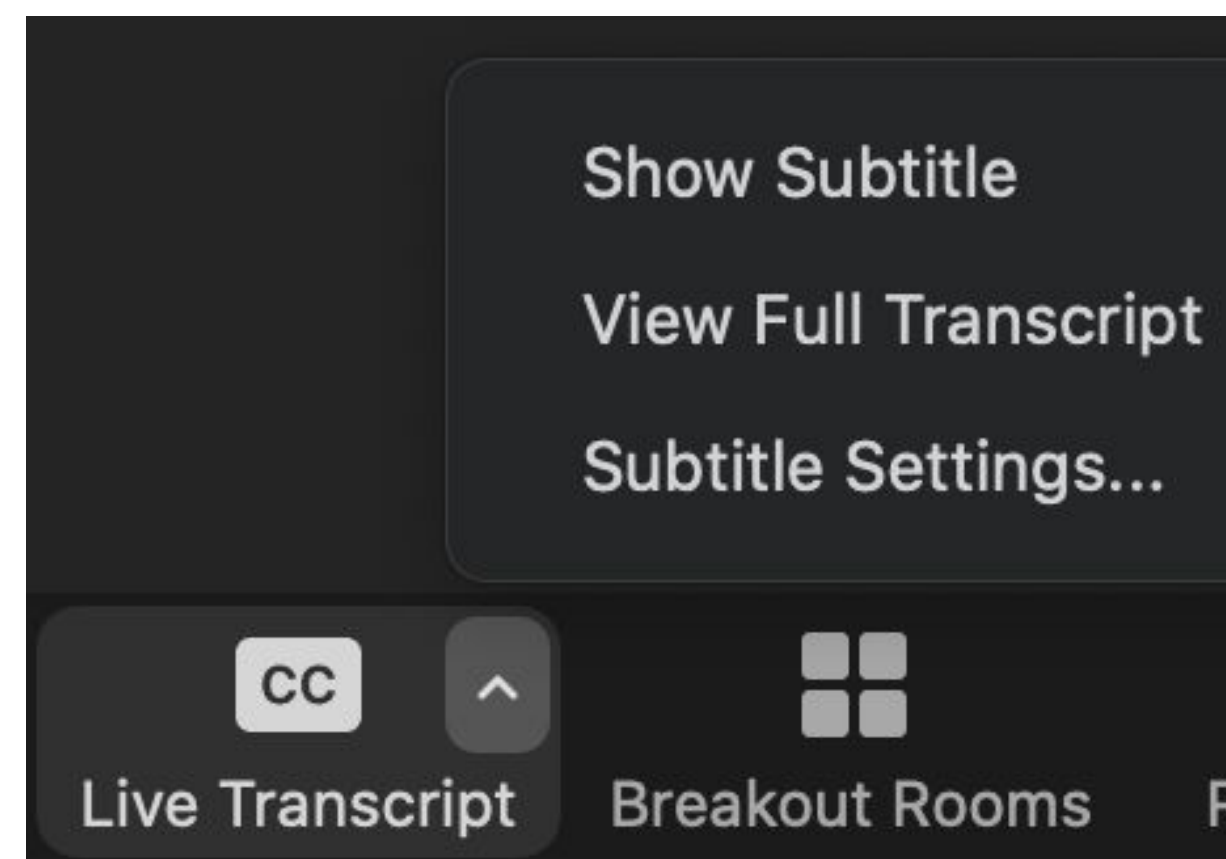 Show Subtitle
View Full Transcript
Subtitle Settings...
CC
Live Transcript
Breakout Rooms